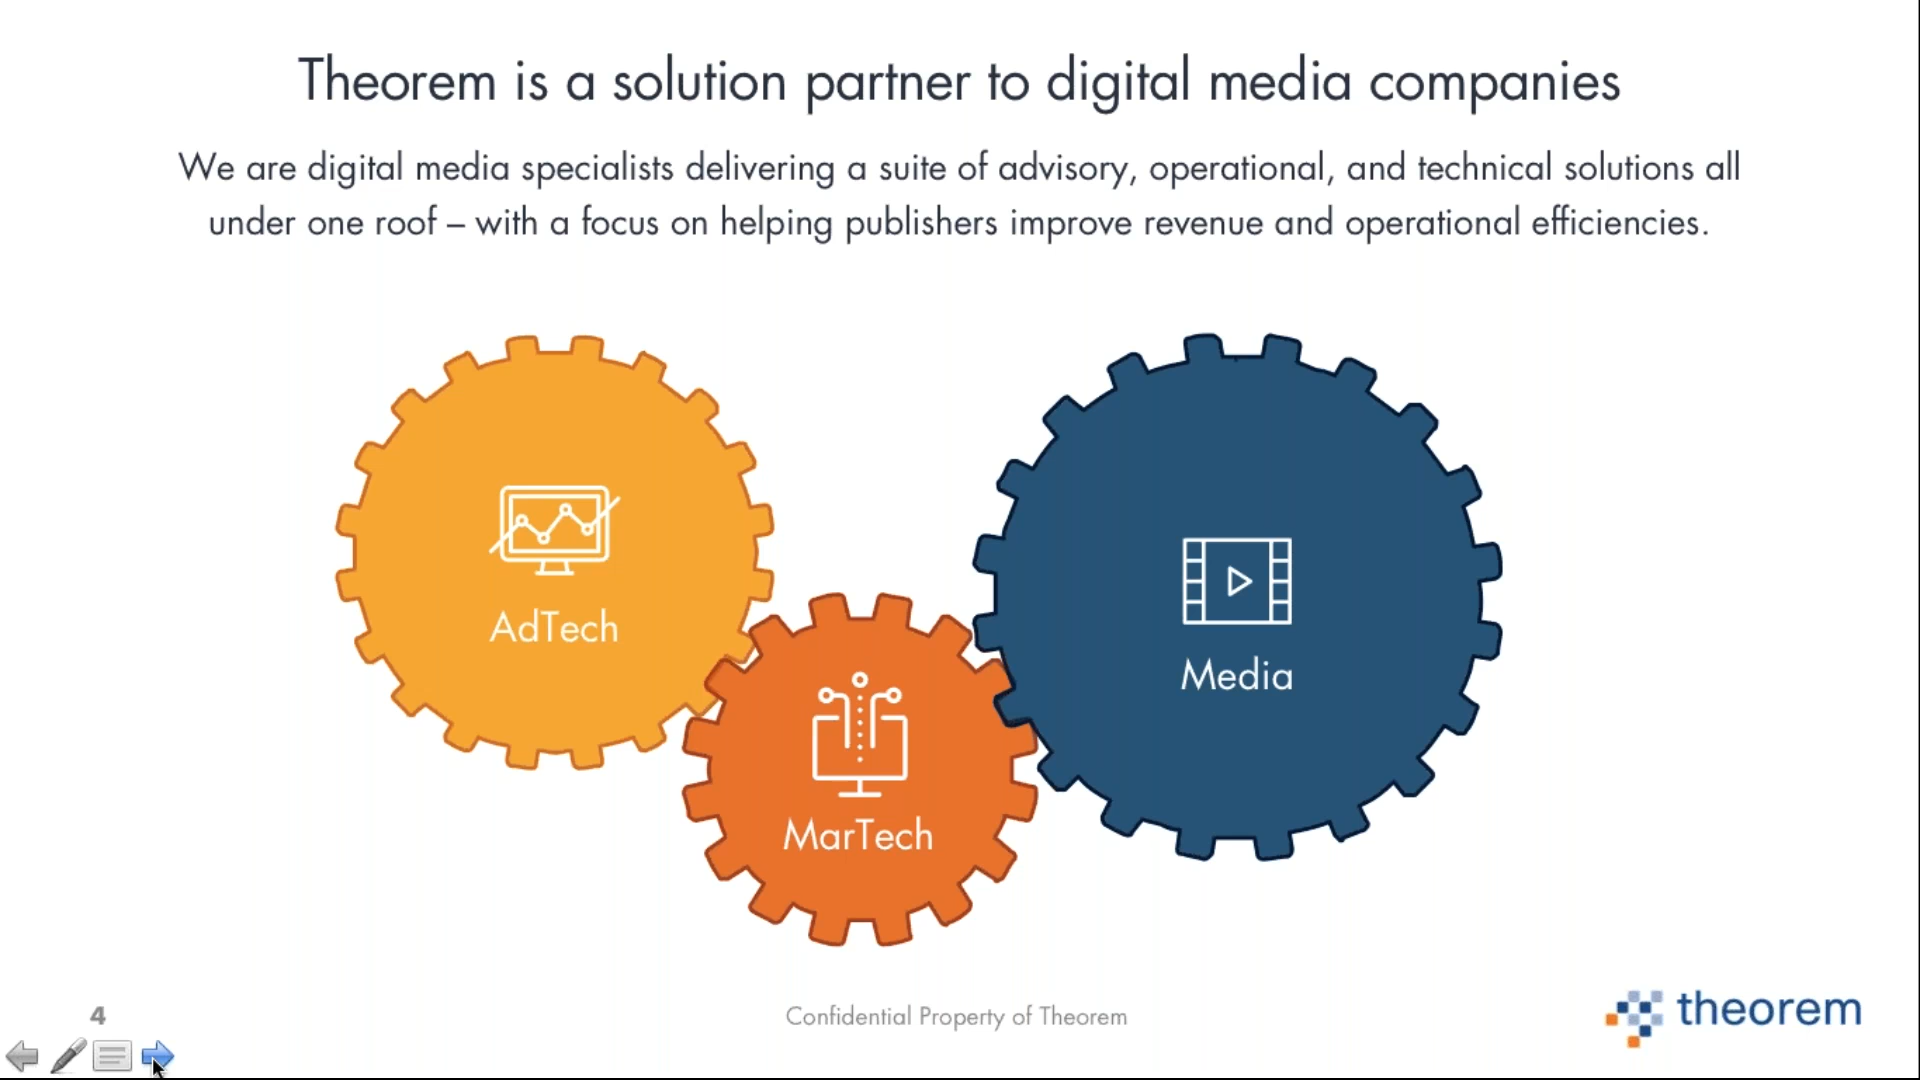 Theorem is a solution partner to digital media companies
We are digital media specialists delivering a suite of advisory, operational, and technical solutions all
under one roof – with a focus on helping publishers improve revenue and operational efficiencies.
AdTech
Media
MarTech
4
Confidential Property of Theorem
theorem